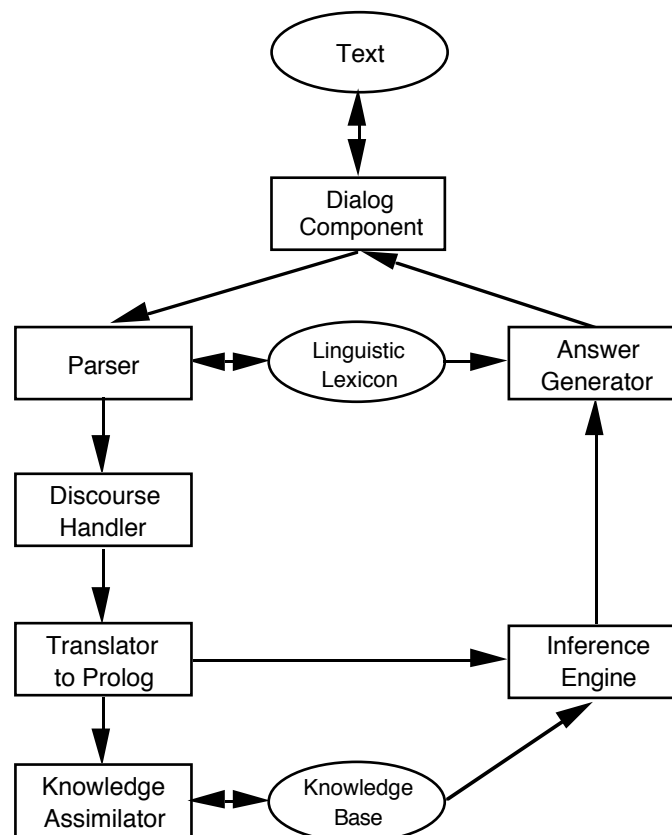 Text
Dialog
Component
Parser
Linguistic
Lexicon
Answer
Generator
Discourse
Handler
Translator
to Prolog
Inference
Engine
Knowledge
Assimilator
Knowledge
Base